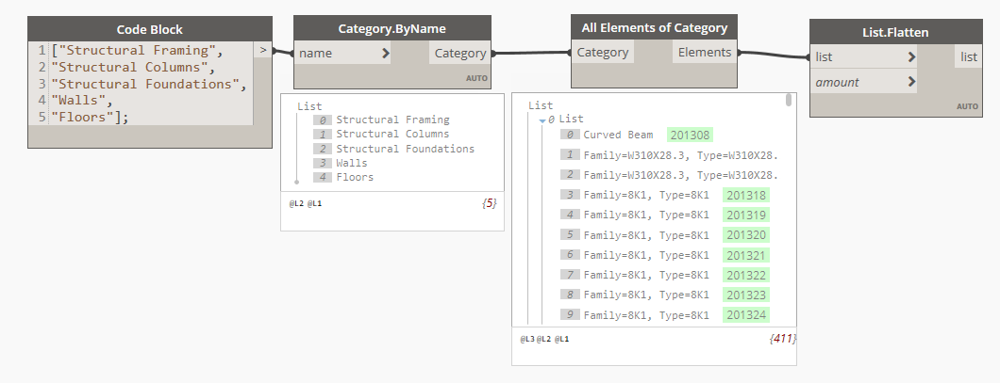 Code Block
1 ["Structural Framing", >
2 "Structural Columns",
3 "Structural Foundations",
4 "Walls",
5 "Floors"];
Category.ByName
name > Category
AUTO
List
0 Structural Framing
1 Structural Columns
2 Structural Foundations
3 Walls
4 Floors
@L2 @L1 {5}
All Elements of Category
Category Elements
List
0 List
0 Curved Beam 201308
1 Family=W310X28.3, Type=W310X28.
2 Family=W310X28.3, Type=W310X28.
3 Family=8K1, Type=8K1 201318
4 Family=8K1, Type=8K1 201319
5 Family=8K1, Type=8K1 201320
6 Family=8K1, Type=8K1 201321
7 Family=8K1, Type=8K1 201322
8 Family=8K1, Type=8K1 201323
9 Family=8K1, Type=8K1 201324
@L3 @L2 @L1 {411}
List.Flatten
list > list
amount >
AUTO